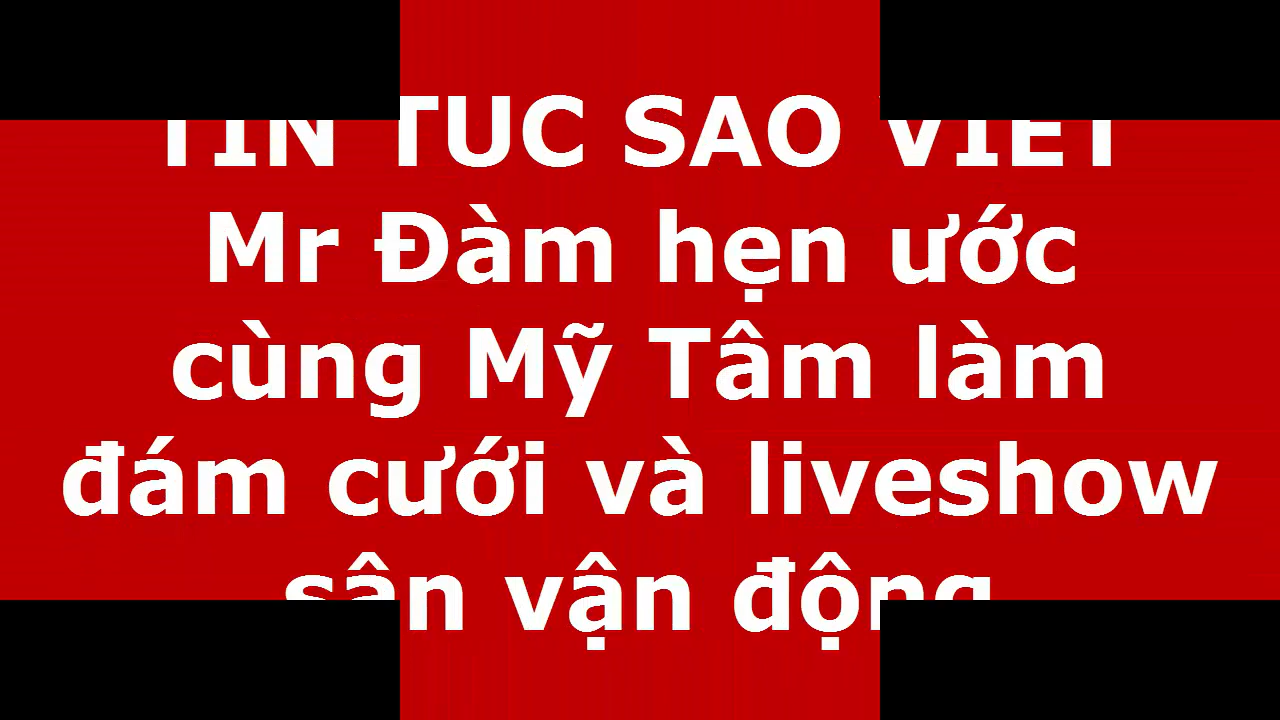 TIN TUC SAO VIET
Mr Đàm hẹn ước
cùng Mỹ Tâm làm
đám cưới và liveshow
sân vận động